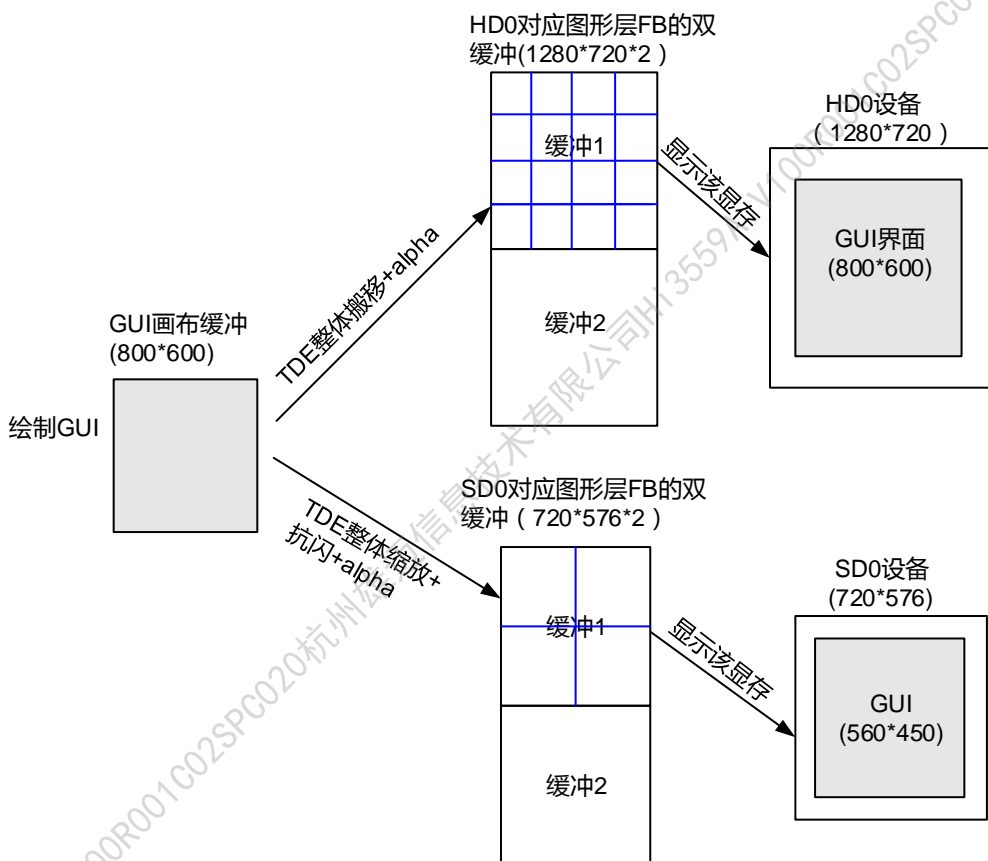 HD0对应图形层FB的双
缓冲(1280*720*2 )
HD0设备
( 1280*720 )
缓冲1
显示该显存
GUI界面
(800*600)
TDE整体搬移+alpha
缓冲2
GUI画布缓冲
(800*600)
绘制GUI
SD0对应图形层FB的双
缓冲 ( 720*576*2 )
TDE整体缩放+
抗闪+alpha
SD0设备
(720*576)
缓冲1
显示该显存
GUI
(560*450)
缓冲2